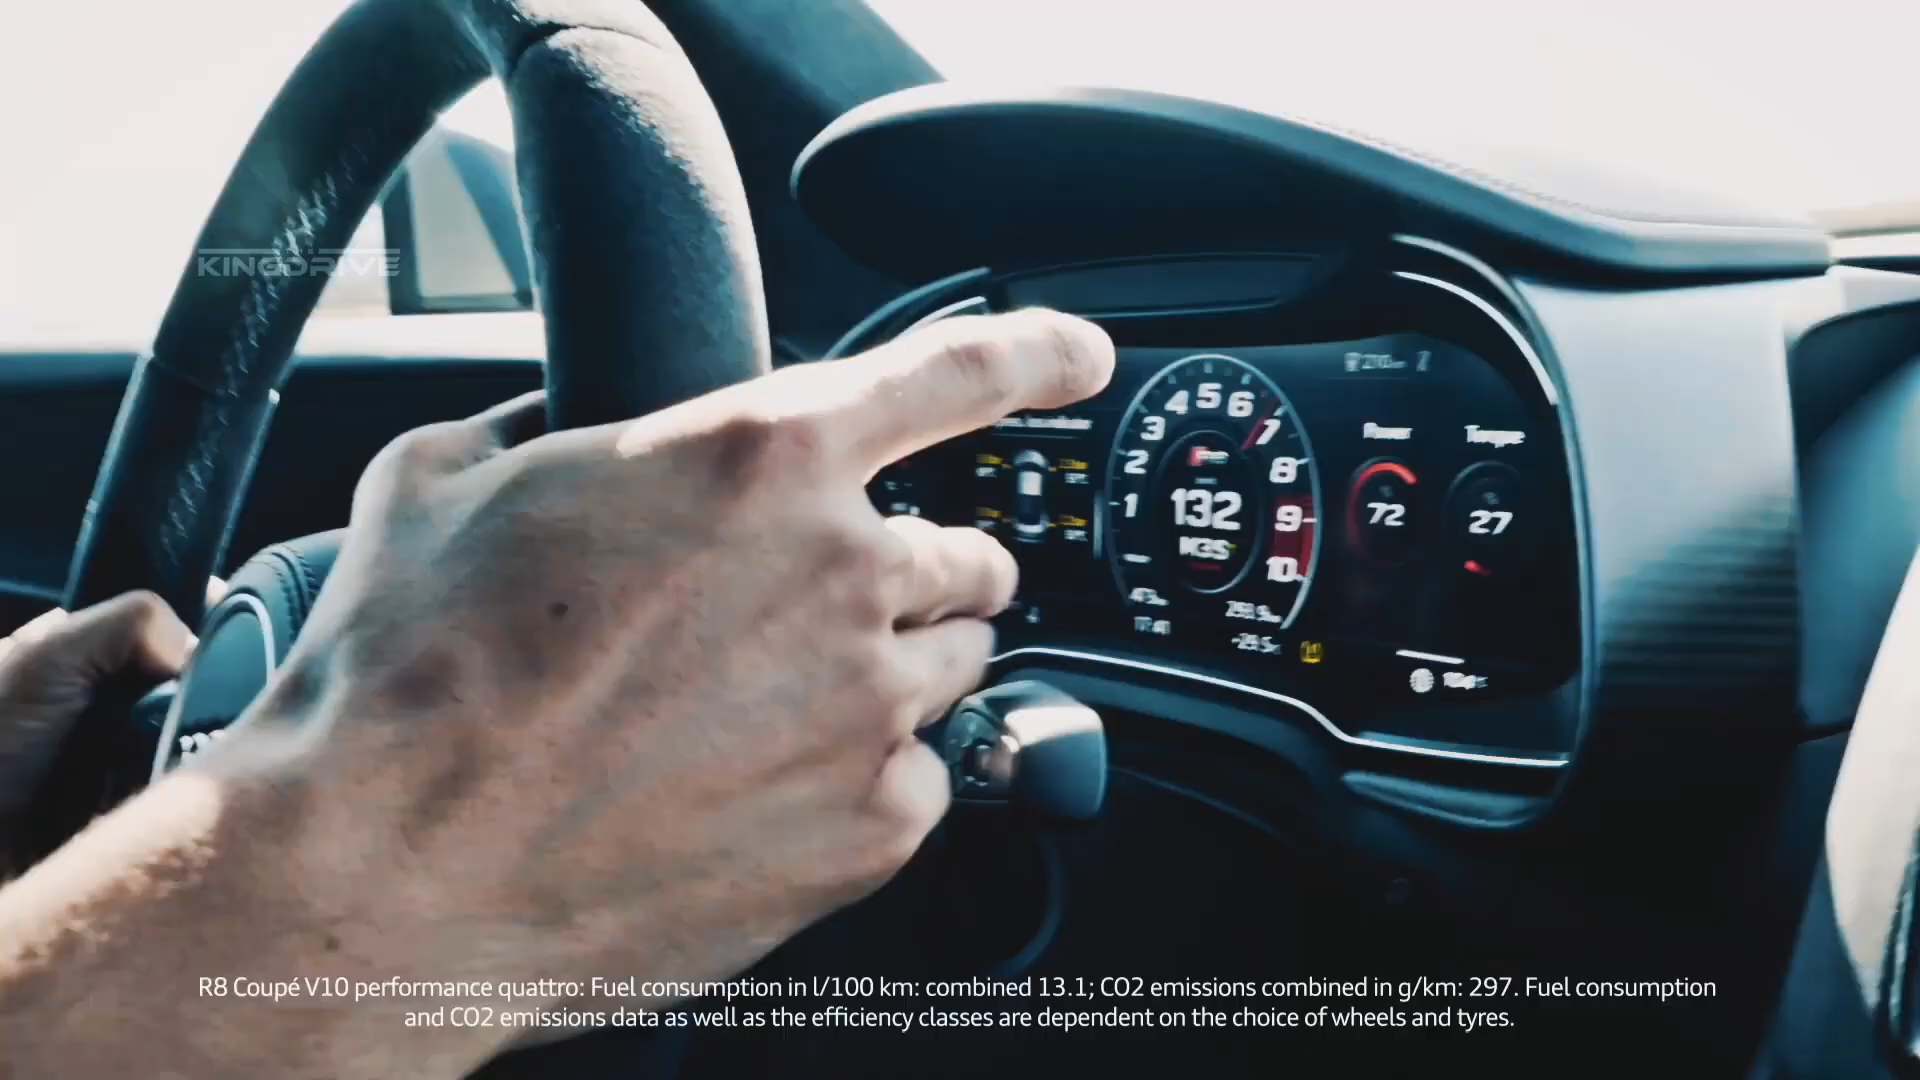 KINGDRIVE
5
4
6
3
7
2
8
1
9
10
132
M3S
Power
Torque
72
27
R8 Coupé V10 performance quattro: Fuel consumption in l/100 km: combined 13.1; CO2 emissions combined in g/km: 297. Fuel consumption
and CO2 emissions data as well as the efficiency classes are dependent on the choice of wheels and tyres.